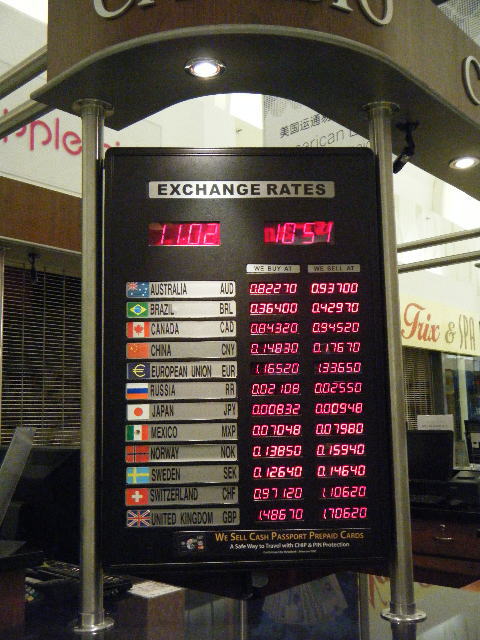 美国运通
American E
EXCHANGE RATES
11.02 10:54
WE BUY AT WE SELL AT
AUSTRALIA AUD 0.82270 0.93700
BRAZIL BRL 0.36400 0.42970
CANADA CAD 0.84320 0.94520
CHINA CNY 0.14830 0.17670
EUROPEAN UNION EUR 1.16520 1.33650
RUSSIA RR 0.02108 0.02550
JAPAN JPY 0.00832 0.00948
MEXICO MXP 0.07048 0.07980
NORWAY NOK 0.13850 0.15940
SWEDEN SEK 0.12640 0.14640
SWITZERLAND CHF 0.97120 1.10620
UNITED KINGDOM GBP 1.48670 1.70620
WE SELL CASH PASSPORT PREPAID CARDS
A Safe Way to Travel with CHIP & PIN Protection
Trix & SPA